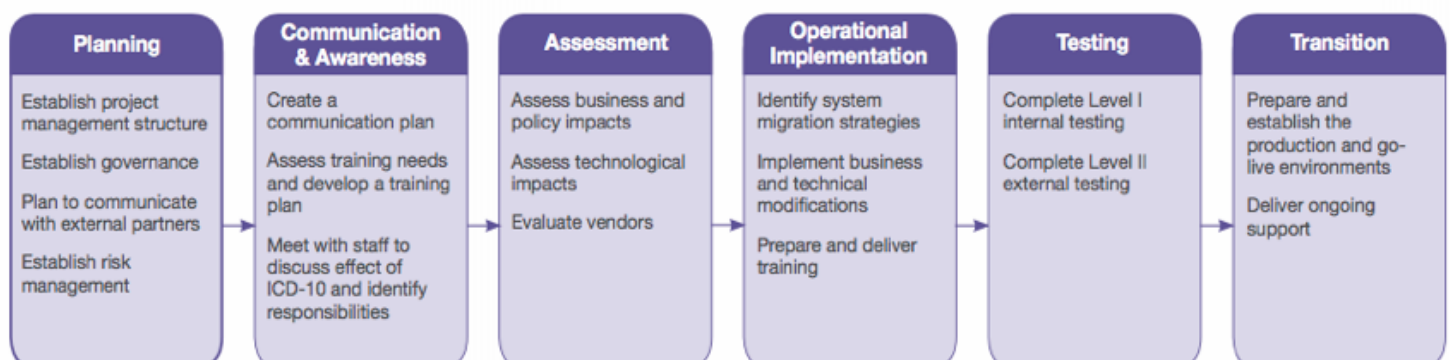 Planning
Establish project
management structure
Establish governance
Plan to communicate
with external partners
Establish risk
management
Communication
& Awareness
Create a
communication plan
Assess training needs
and develop a training
plan
Meet with staff to
discuss effect of
ICD-10 and identify
responsibilities
Assessment
Assess business and
policy impacts
Assess technological
impacts
Evaluate vendors
Operational
Implementation
Identify system
migration strategies
Implement business
and technical
modifications
Prepare and deliver
training
Testing
Complete Level I
internal testing
Complete Level II
external testing
Transition
Prepare and
establish the
production and go-
live environments
Deliver ongoing
support